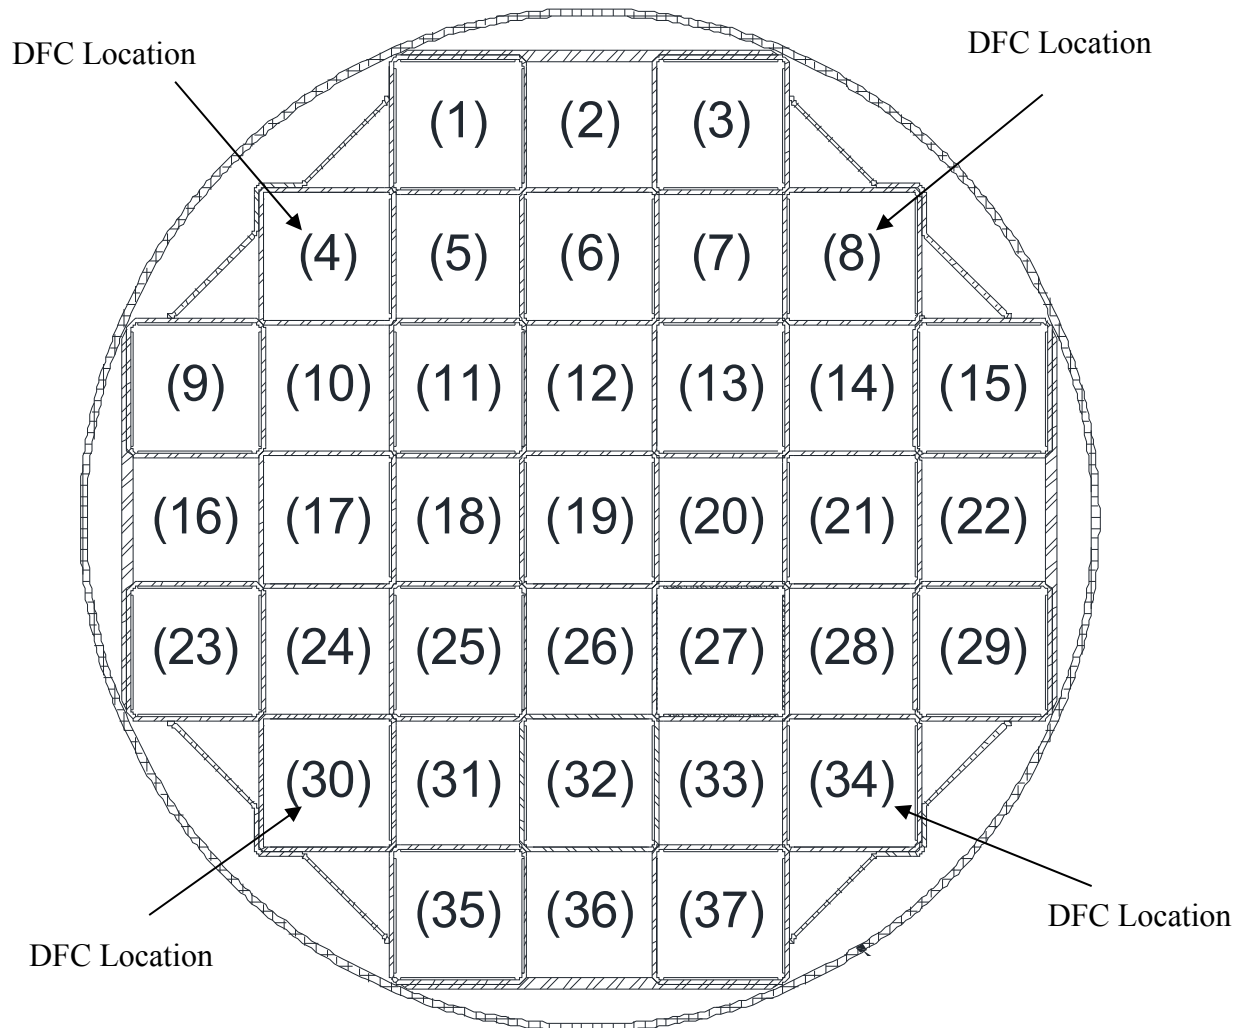 DFC Location
DFC Location
(1) (2) (3)
(4) (5) (6) (7) (8)
(9) (10) (11) (12) (13) (14) (15)
(16) (17) (18) (19) (20) (21) (22)
(23) (24) (25) (26) (27) (28) (29)
(30) (31) (32) (33) (34)
(35) (36) (37)
DFC Location
DFC Location